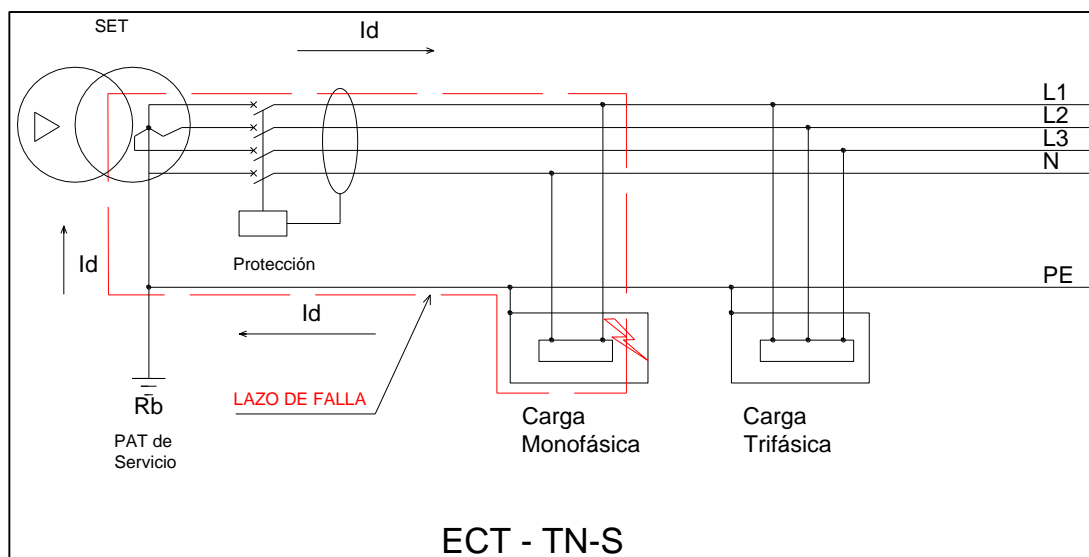 SET
Id
L1
L2
L3
N
Id
Protección
PE
Id
Rb
LAZO DE FALLA
PAT de
Servicio
Carga
Monofásica
Carga
Trifásica
ECT - TN-S